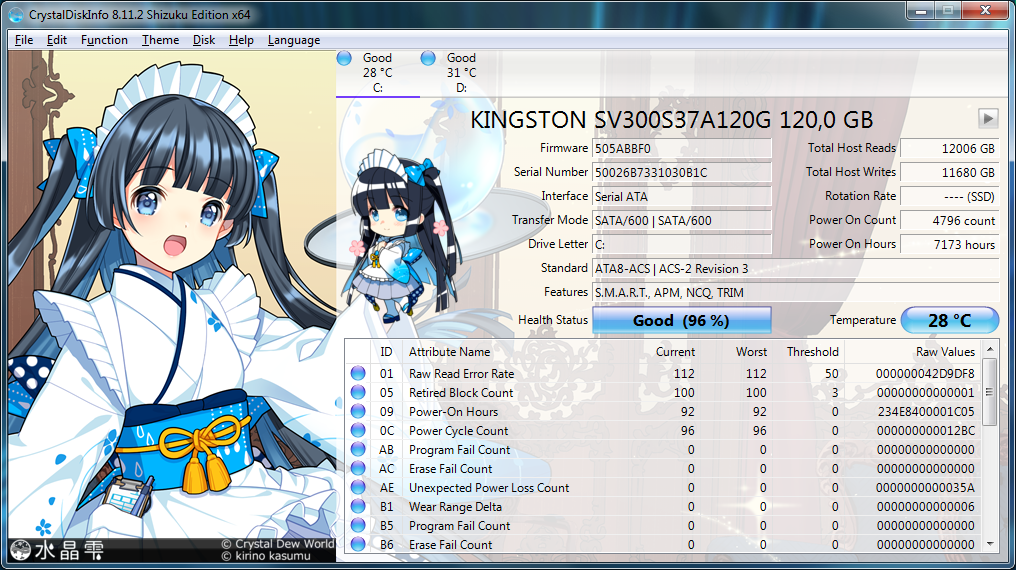 CrystalDiskInfo 8.11.2 Shizuku Edition x64
File Edit Function Theme Disk Help Language
Good Good
28 °C 31 °C
C: D:
KINGSTON SV300S37A120G 120,0 GB
Firmware 505ABBF0 Total Host Reads 12006 GB
Serial Number 50026B7331030B1C Total Host Writes 11680 GB
Interface Serial ATA Rotation Rate ---- (SSD)
Transfer Mode SATA/600 | SATA/600 Power On Count 4796 count
Drive Letter C: Power On Hours 7173 hours
Standard ATA8-ACS | ACS-2 Revision 3
Features S.M.A.R.T., APM, NCQ, TRIM
Health Status Good (96 %) Temperature 28 °C
ID Attribute Name Current Worst Threshold Raw Values
01 Raw Read Error Rate 112 112 50 000000042D9DF8
05 Retired Block Count 100 100 3 00000000000001
09 Power-On Hours 92 92 0 234E8400001C05
0C Power Cycle Count 96 96 0 000000000012BC
AB Program Fail Count 0 0 0 00000000000000
AC Erase Fail Count 0 0 0 00000000000000
AE Unexpected Power Loss Count 0 0 0 0000000000035A
B1 Wear Range Delta 0 0 0 00000000000006
B5 Program Fail Count 0 0 0 00000000000000
B6 Erase Fail Count 0 0 0 00000000000000
水晶雫
© Crystal Dew World
© kirino kasumu